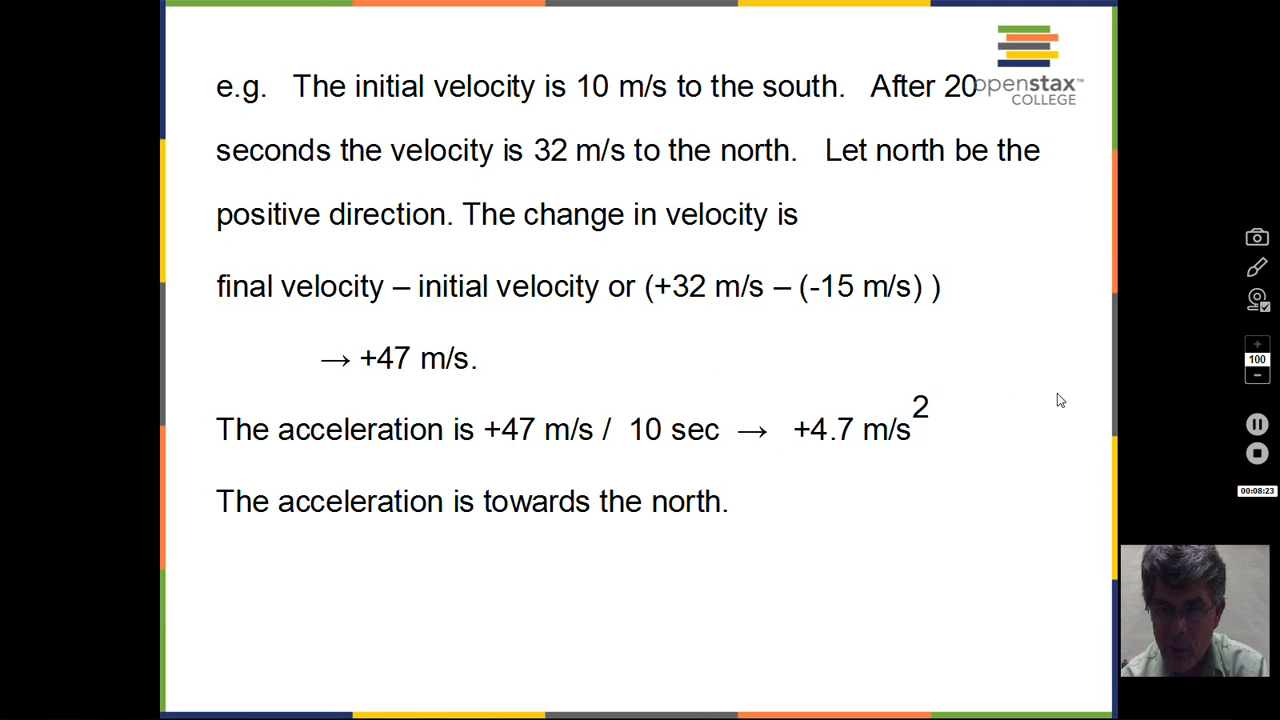 e.g. The initial velocity is 10 m/s to the south. After 20
openstax™
COLLEGE
seconds the velocity is 32 m/s to the north. Let north be the
positive direction. The change in velocity is
final velocity – initial velocity or (+32 m/s – (-15 m/s) )
→ +47 m/s.
The acceleration is +47 m/s / 10 sec → +4.7 m/s²
The acceleration is towards the north.
+
100
–
00:08:23